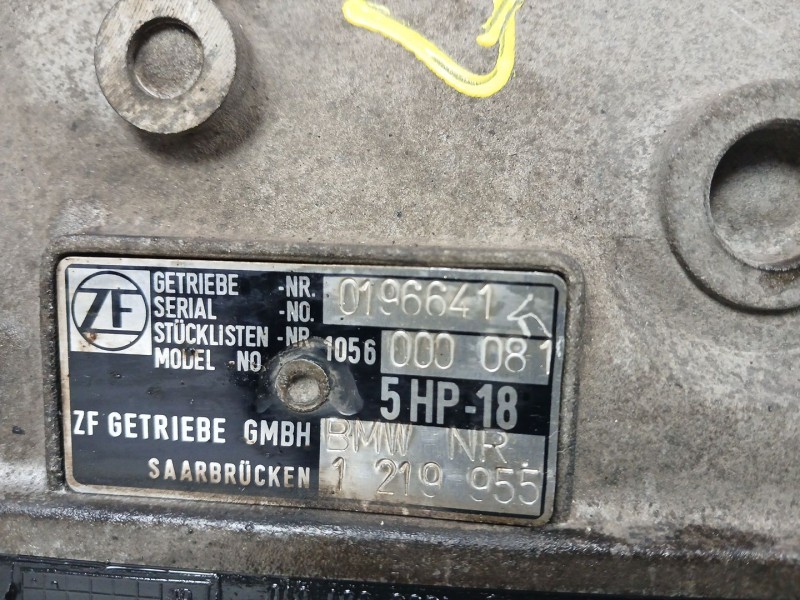 ZF
GETRIEBE -NR. 0196641
SERIAL -NO.
STÜCKLISTEN -NR. 1056 000 081
MODEL -NO
5 HP-18
ZF GETRIEBE GMBH BMW NR.
SAARBRÜCKEN 1 219 955